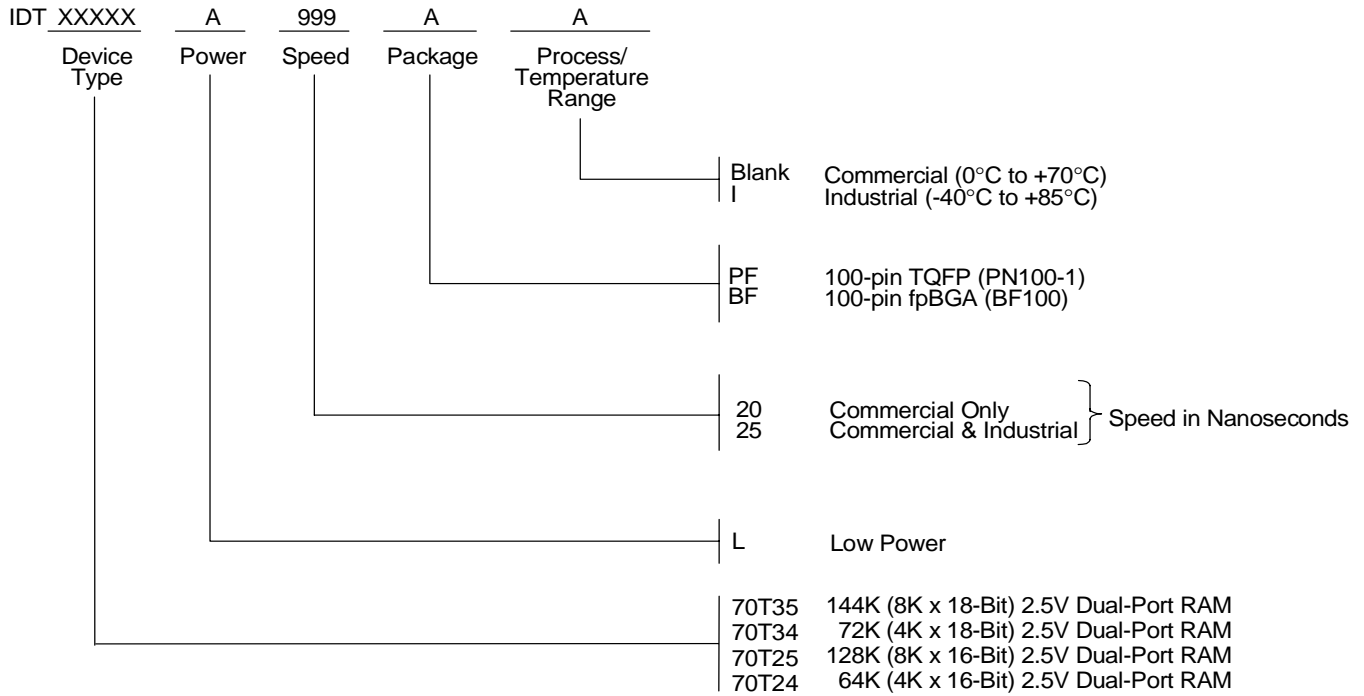 IDT XXXXX A 999 A A
Device Type Power Speed Package Process/ Temperature Range
Blank Commercial (0°C to +70°C)
I Industrial (-40°C to +85°C)
PF 100-pin TQFP (PN100-1)
BF 100-pin fpBGA (BF100)
20 Commercial Only
25 Commercial & Industrial
Speed in Nanoseconds
L Low Power
70T35 144K (8K x 18-Bit) 2.5V Dual-Port RAM
70T34 72K (4K x 18-Bit) 2.5V Dual-Port RAM
70T25 128K (8K x 16-Bit) 2.5V Dual-Port RAM
70T24 64K (4K x 16-Bit) 2.5V Dual-Port RAM